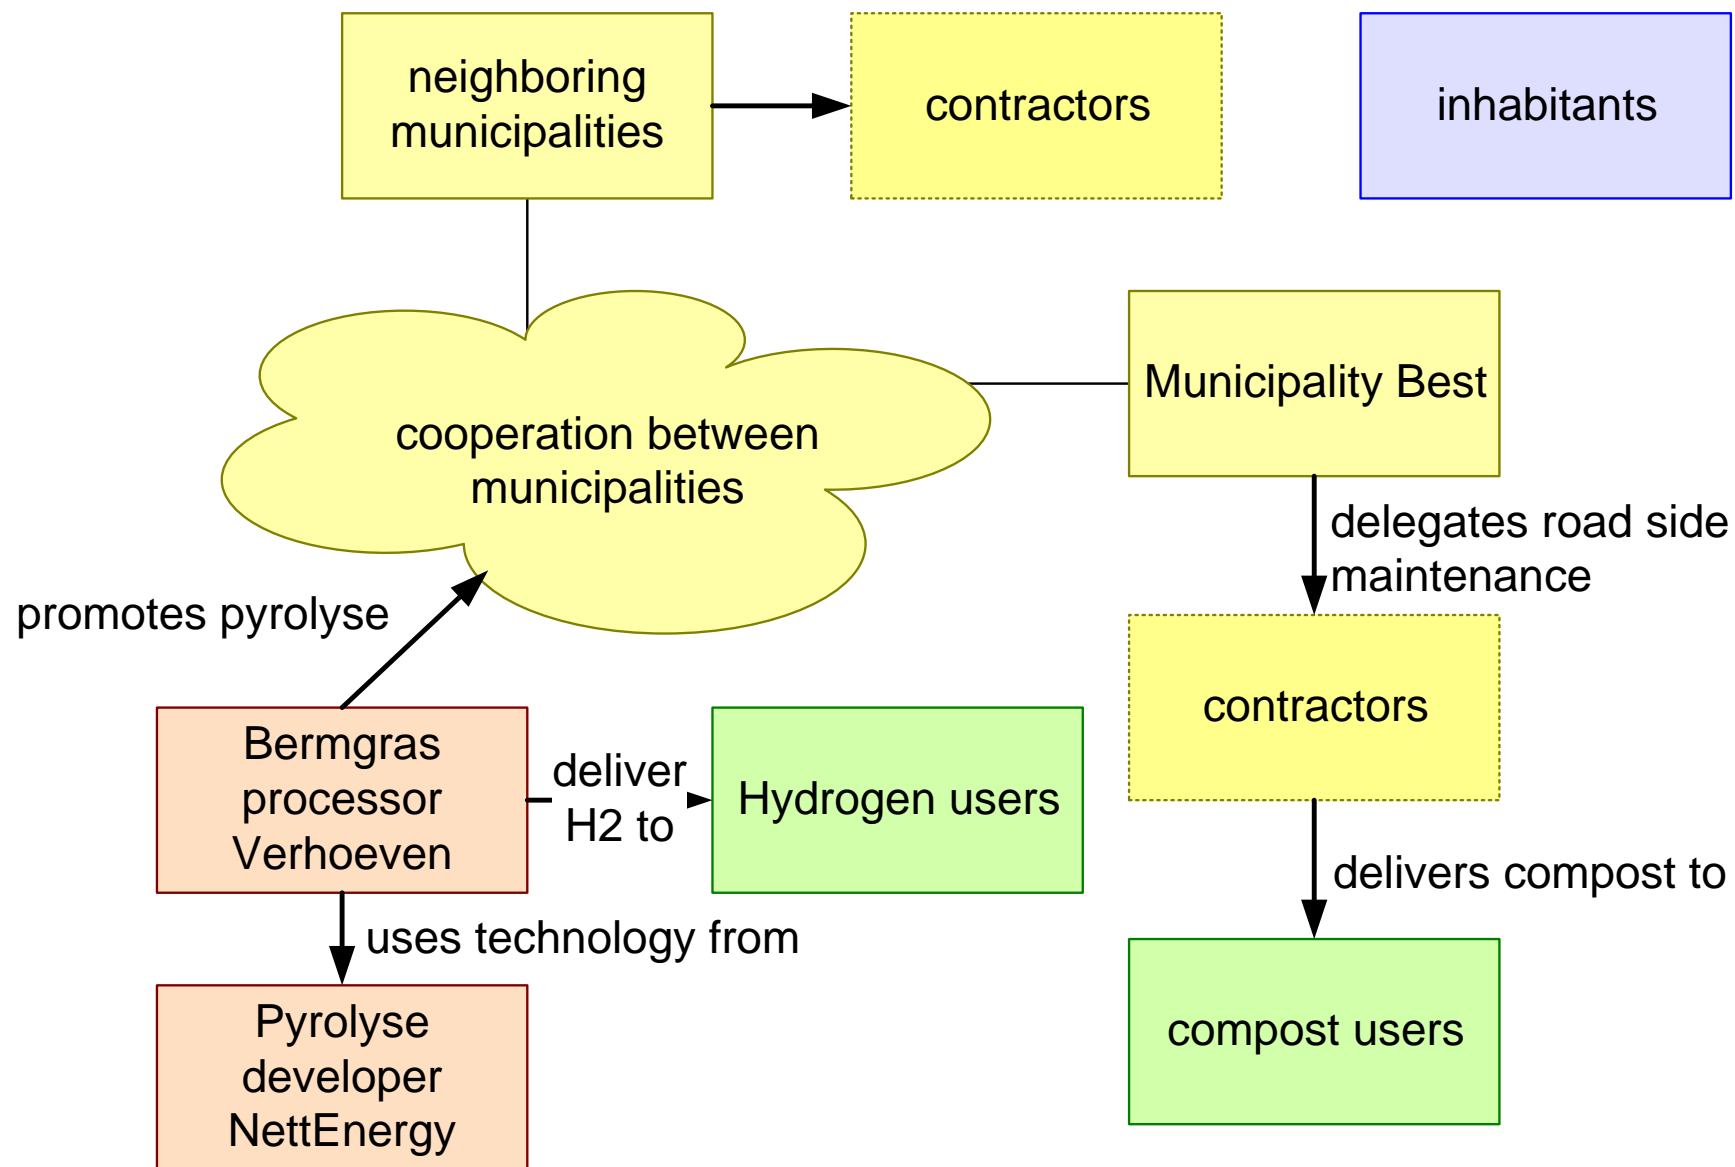 neighboring
municipalities
contractors
inhabitants
cooperation between
municipalities
Municipality Best
delegates road side
maintenance
promotes pyrolyse
contractors
Bermgras
processor
Verhoeven
deliver
H2 to
Hydrogen users
delivers compost to
uses technology from
Pyrolyse
developer
NettEnergy
compost users